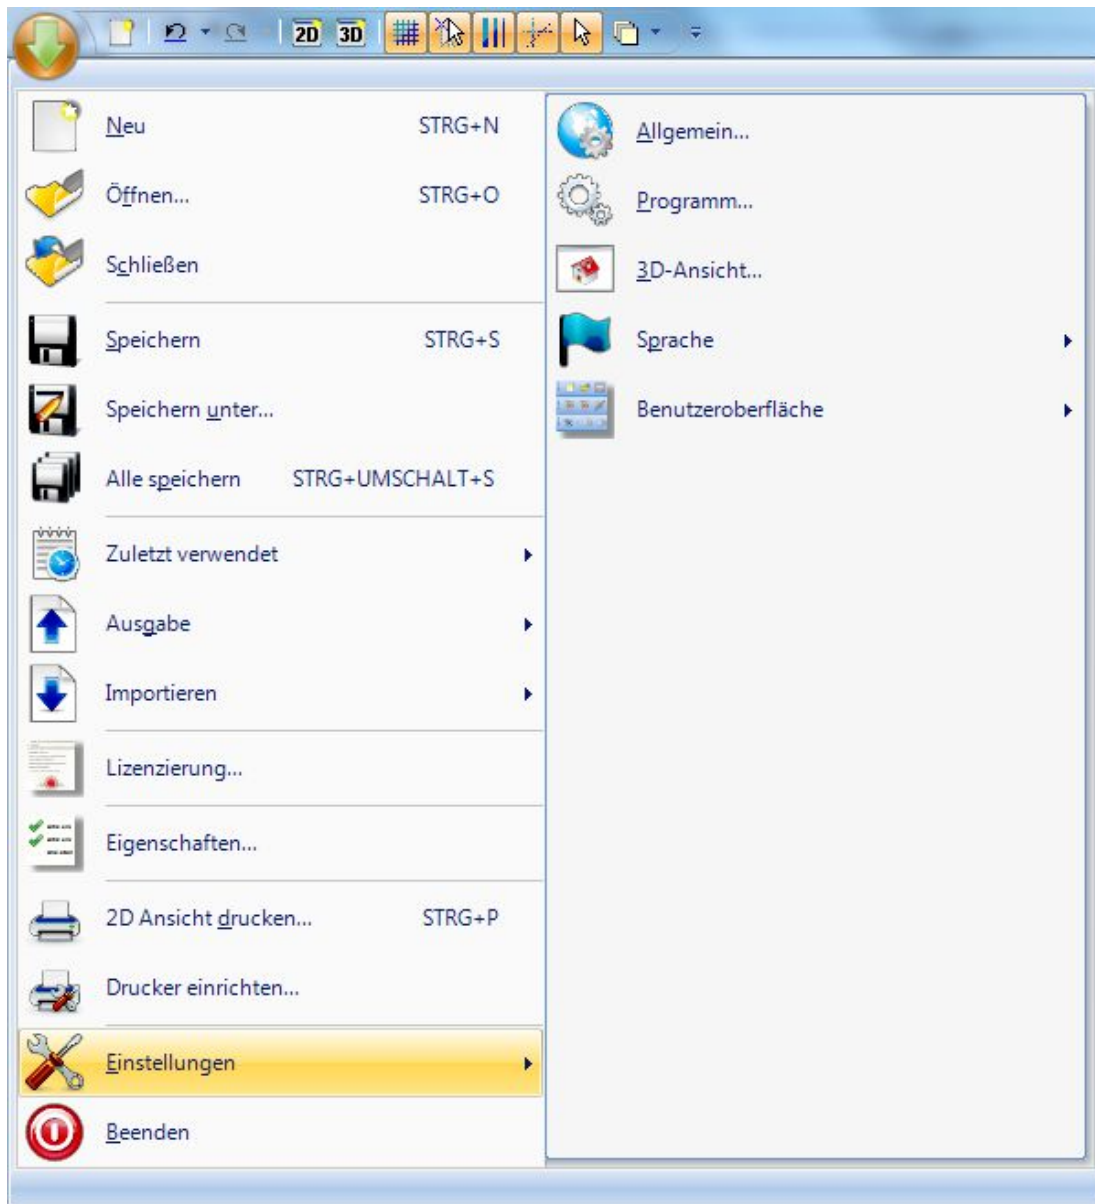 2D 3D
Neu STRG+N
Öffnen... STRG+O
Schließen
Speichern STRG+S
Speichern unter...
Alle speichern STRG+UMSCHALT+S
Zuletzt verwendet
Ausgabe
Importieren
Lizenzierung...
Eigenschaften...
2D Ansicht drucken... STRG+P
Drucker einrichten...
Einstellungen
Beenden
Allgemein...
Programm...
3D-Ansicht...
Sprache
Benutzeroberfläche